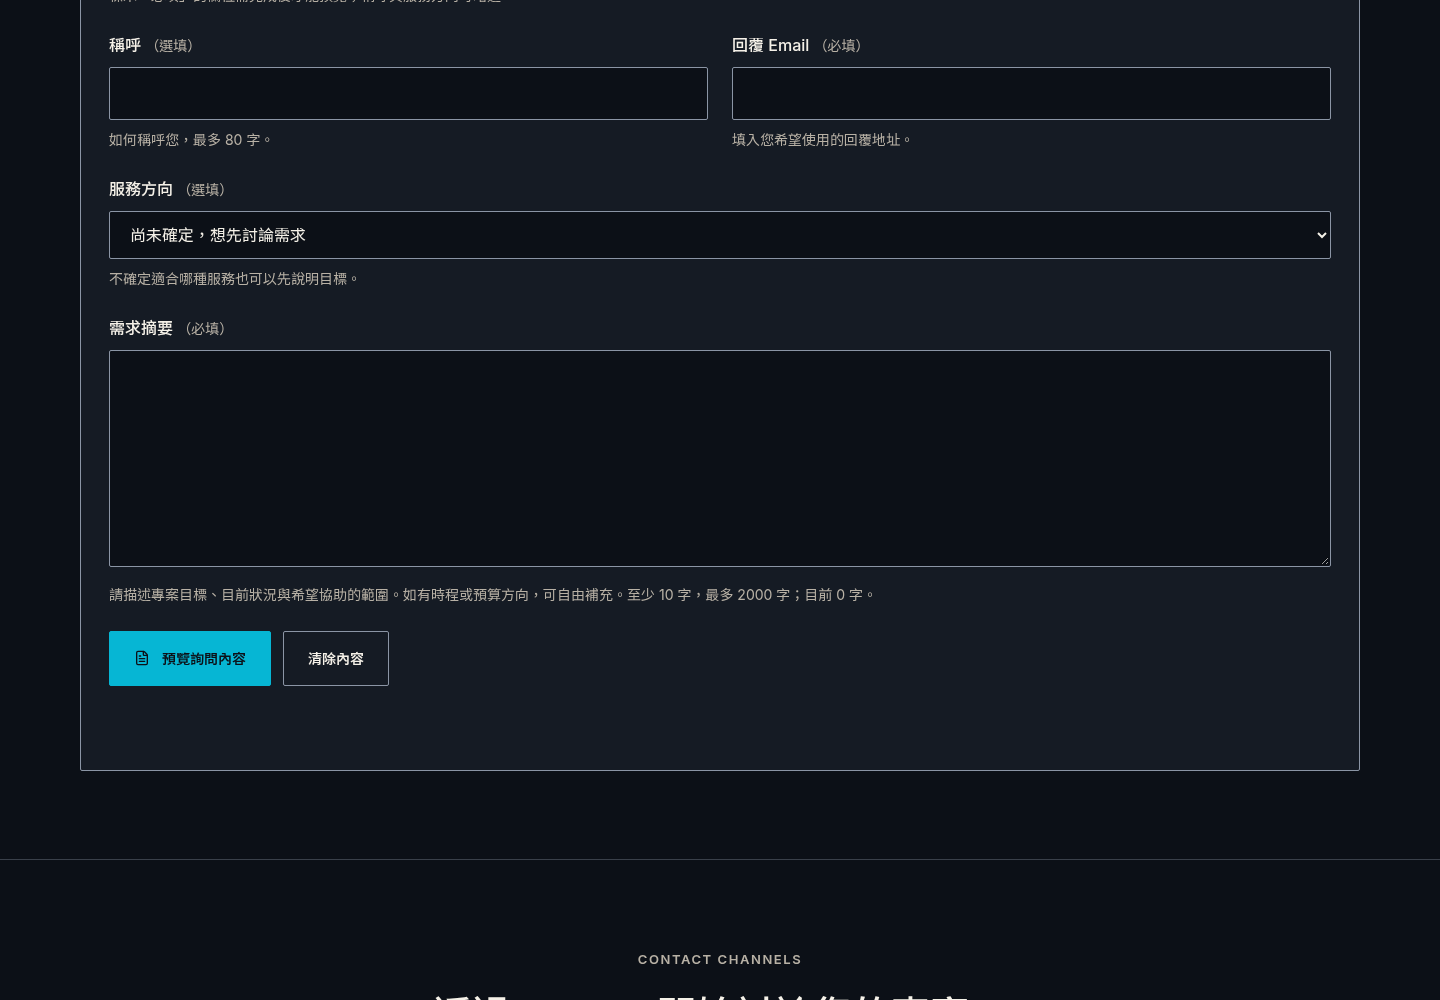 稱呼 （選填） 回覆 Email （必填）
如何稱呼您，最多 80 字。 填入您希望使用的回覆地址。
服務方向 （選填）
尚未確定，想先討論需求
不確定適合哪種服務也可以先說明目標。
需求摘要 （必填）
請描述專案目標、目前狀況與希望協助的範圍。如有時程或預算方向，可自由補充。至少 10 字，最多 2000 字；目前 0 字。
預覽詢問內容 清除內容
CONTACT CHANNELS